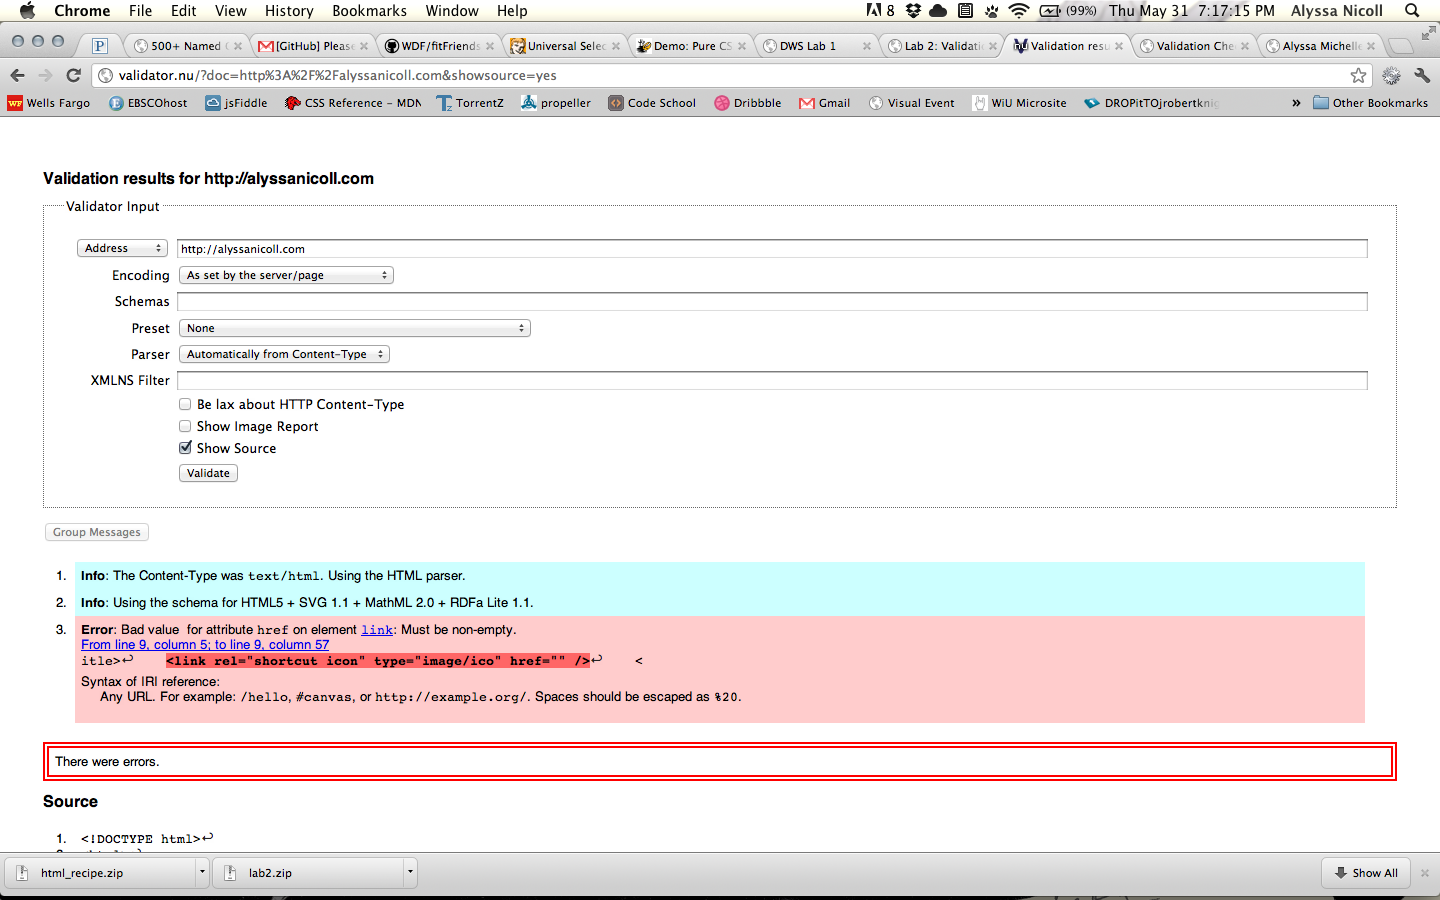 Chrome File Edit View History Bookmarks Window Help 8 (99%) Thu May 31 7:17:15 PM Alyssa Nicoll
P 500+ Named [GitHub] Please WDF/fitFriends Universal Selec Demo: Pure CS DWS Lab 1 Lab 2: Validati Validation resu Validation Che Alyssa Michelle
validator.nu/?doc=http%3A%2F%2Falyssanicoll.com&showsource=yes
WF Wells Fargo EBSCOhost jsFiddle CSS Reference – MDN TorrentZ propeller Code School Dribbble Gmail Visual Event WiU Microsite DROPitTOjrobertknig » Other Bookmarks
Validation results for http://alyssanicoll.com
Validator Input
Address http://alyssanicoll.com
Encoding As set by the server/page
Schemas
Preset None
Parser Automatically from Content-Type
XMLNS Filter
Be lax about HTTP Content-Type
Show Image Report
Show Source
Validate
Group Messages
1. Info: The Content-Type was text/html. Using the HTML parser.
2. Info: Using the schema for HTML5 + SVG 1.1 + MathML 2.0 + RDFa Lite 1.1.
3. Error: Bad value  for attribute href on element link: Must be non-empty.
From line 9, column 5; to line 9, column 57
itle>↩ <link rel="shortcut icon" type="image/ico" href="" />↩ <
Syntax of IRI reference:
Any URL. For example: /hello, #canvas, or http://example.org/. Spaces should be escaped as %20.
There were errors.
Source
1. <!DOCTYPE html>↩
html_recipe.zip lab2.zip Show All